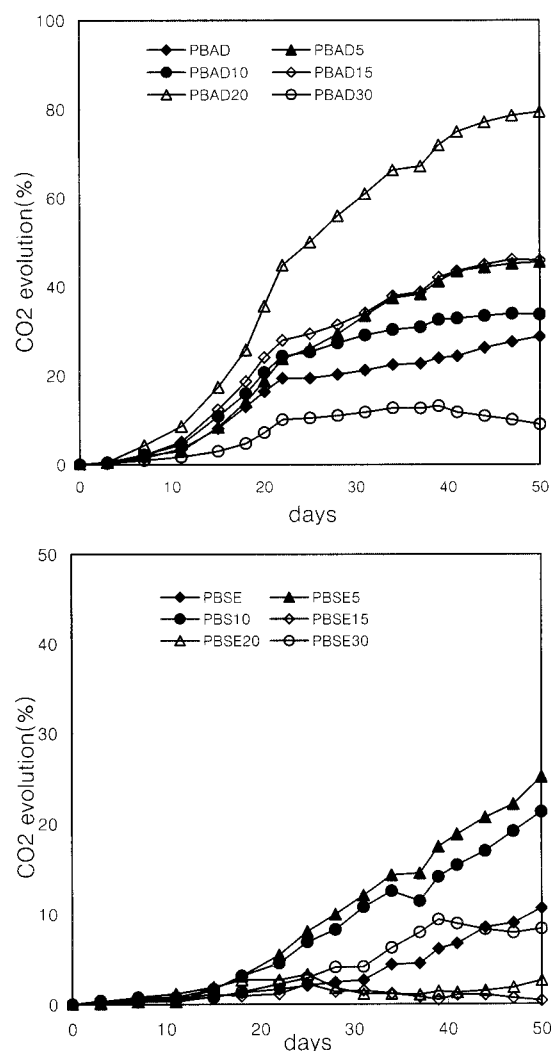 100
80
60
40
20
0
CO2 evolution(%)
PBAD PBAD5
PBAD10 PBAD15
PBAD20 PBAD30
0 10 20 30 40 50
days
50
40
30
20
10
0
CO2 evolution(%)
PBSE PBSE5
PBS10 PBSE15
PBSE20 PBSE30
0 10 20 30 40 50
days